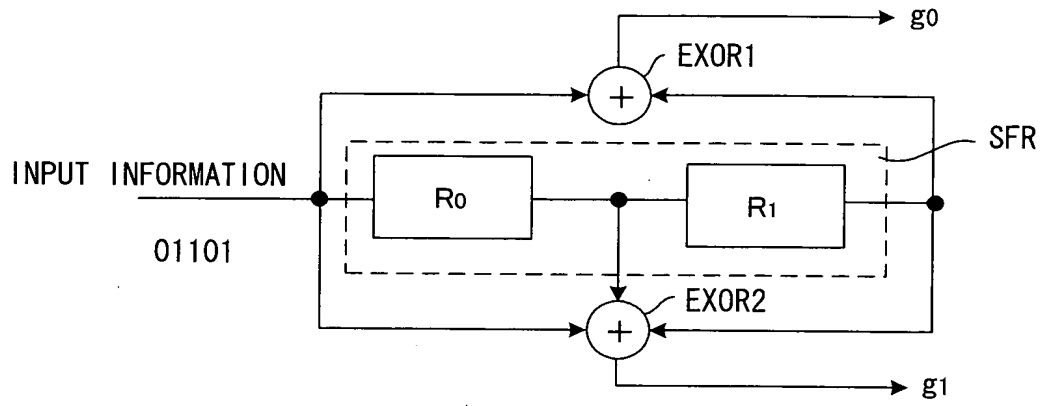 g0
EXOR1
+
SFR
INPUT INFORMATION
R0
R1
01101
EXOR2
+
g1